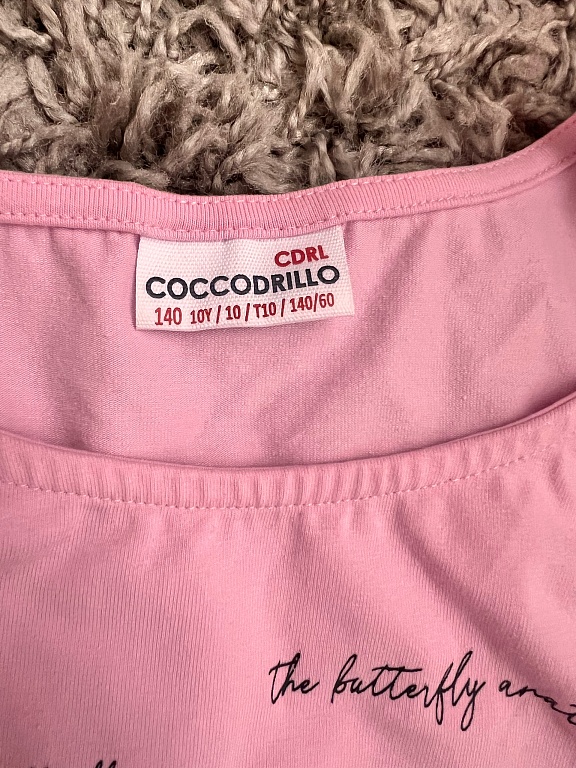 CDRL
COCCODRILLO
140 10Y / 10 / T10 / 140/60
the butterfly